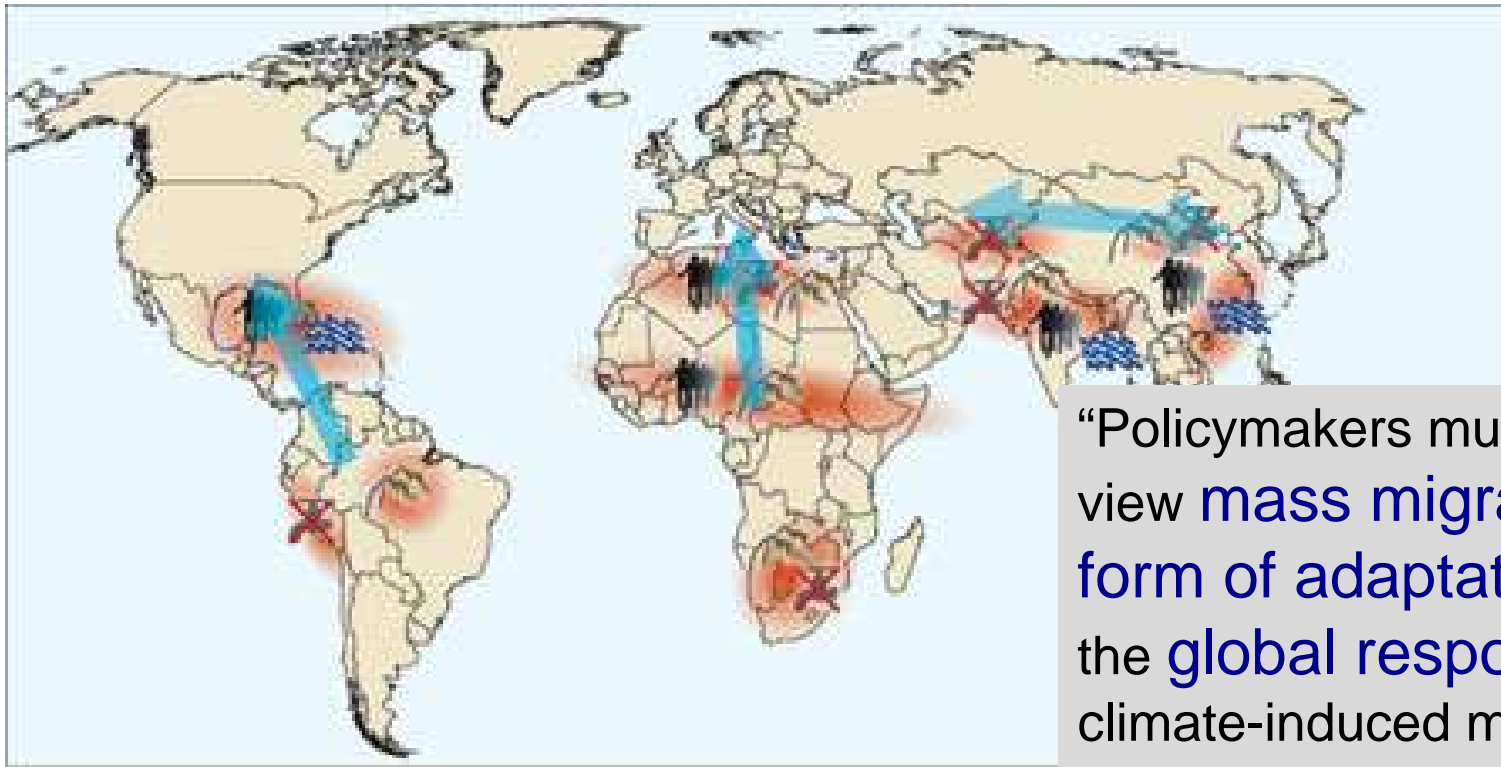 “Policymakers mu
view mass migra
form of adaptat
the global respo
climate-induced m